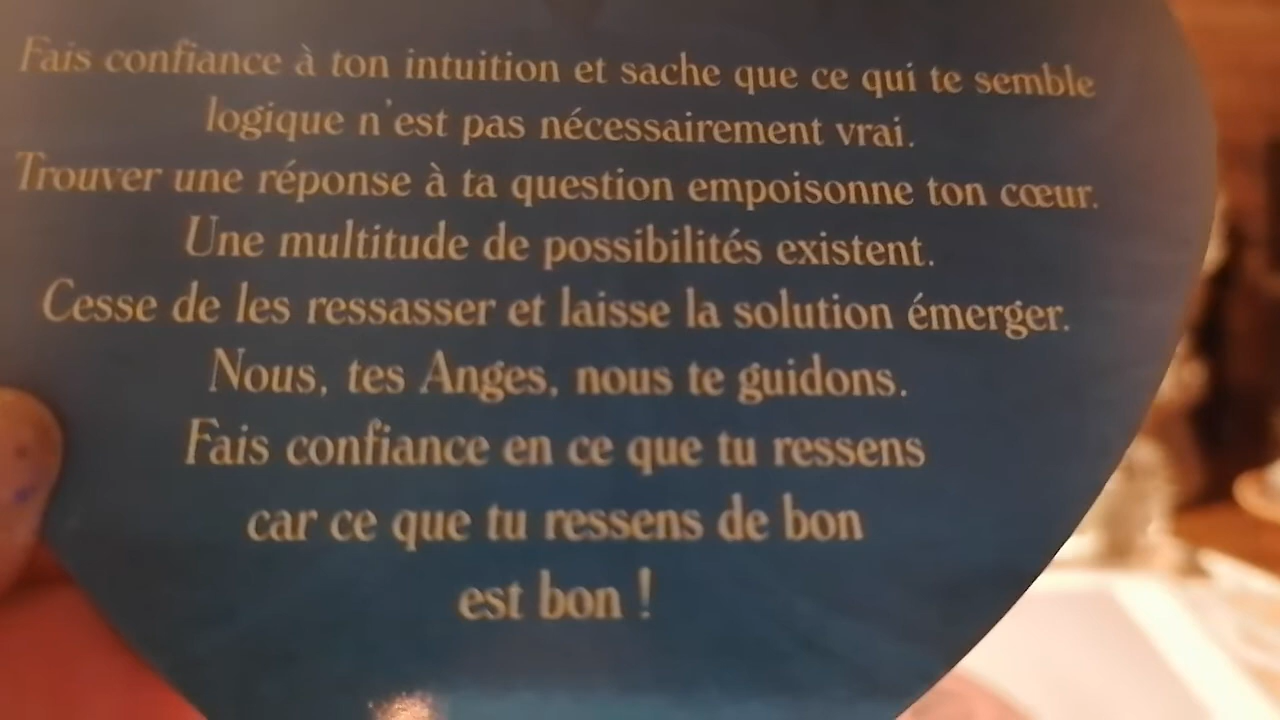 Fais confiance à ton intuition et sache que ce qui te semble
logique n'est pas nécessairement vrai.
Trouver une réponse à ta question empoisonne ton cœur.
Une multitude de possibilités existent.
Cesse de les ressasser et laisse la solution émerger.
Nous, tes Anges, nous te guidons.
Fais confiance en ce que tu ressens
car ce que tu ressens de bon
est bon !